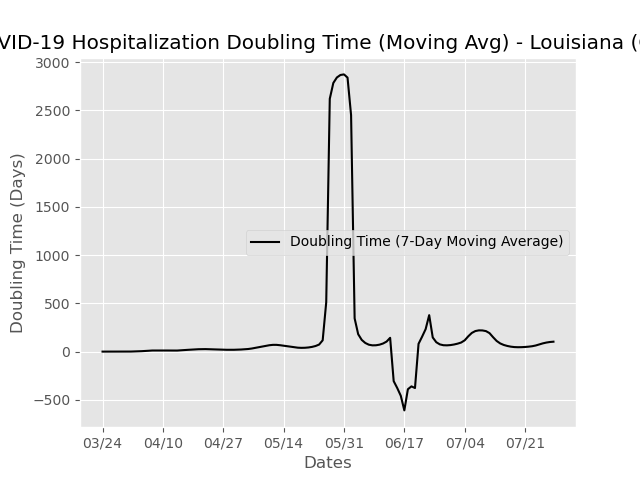 VID-19 Hospitalization Doubling Time (Moving Avg) - Louisiana (
3000
2500
2000
1500
1000
500
0
−500
Doubling Time (Days)
Doubling Time (7-Day Moving Average)
03/24 04/10 04/27 05/14 05/31 06/17 07/04 07/21
Dates